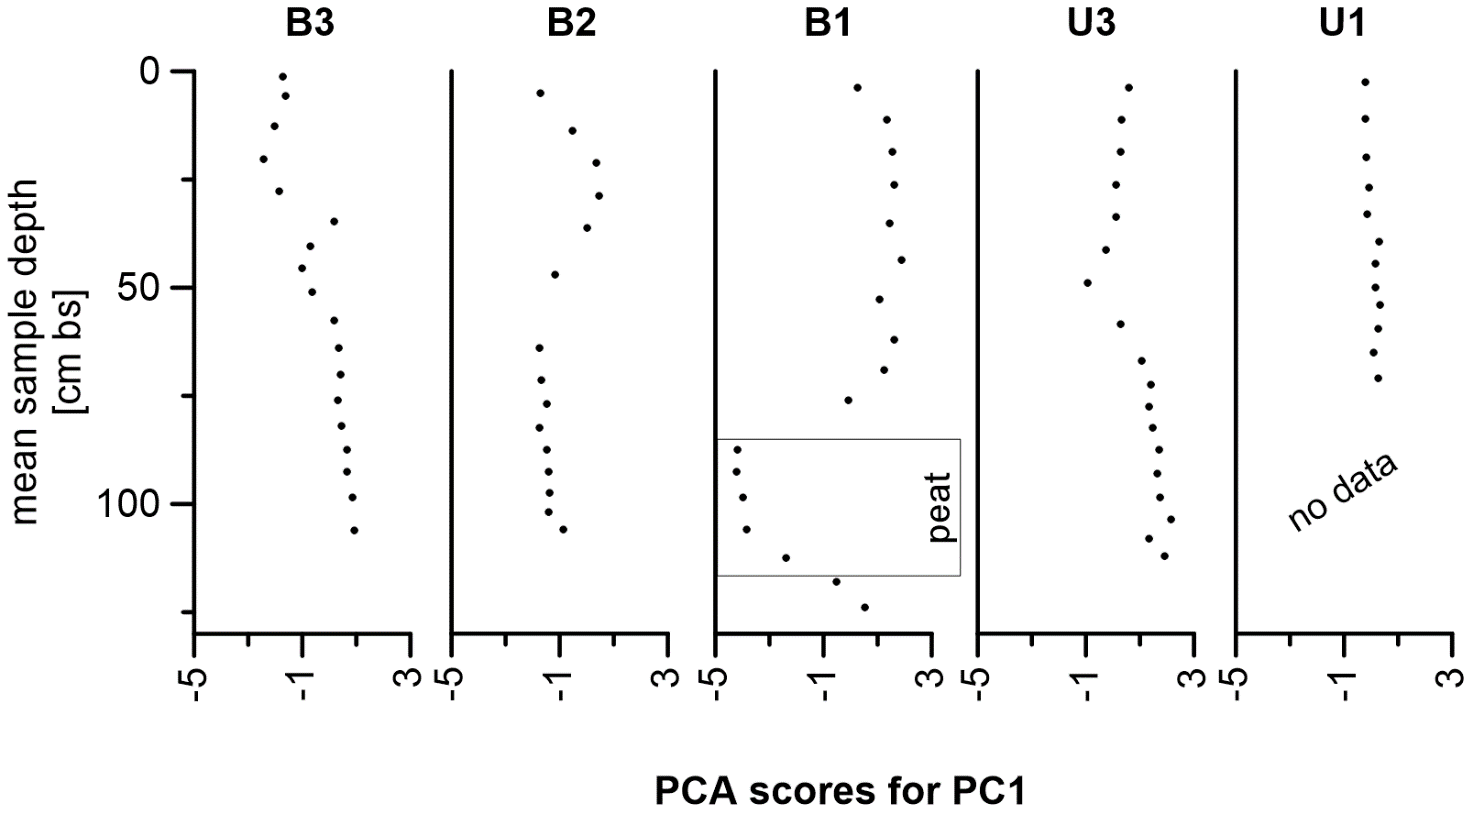 B3 B2 B1 U3 U1
0
50
100
mean sample depth
[cm bs]
peat
no data
-5 -1 3 -5 -1 3 -5 -1 3 -5 -1 3 -5 -1 3
PCA scores for PC1